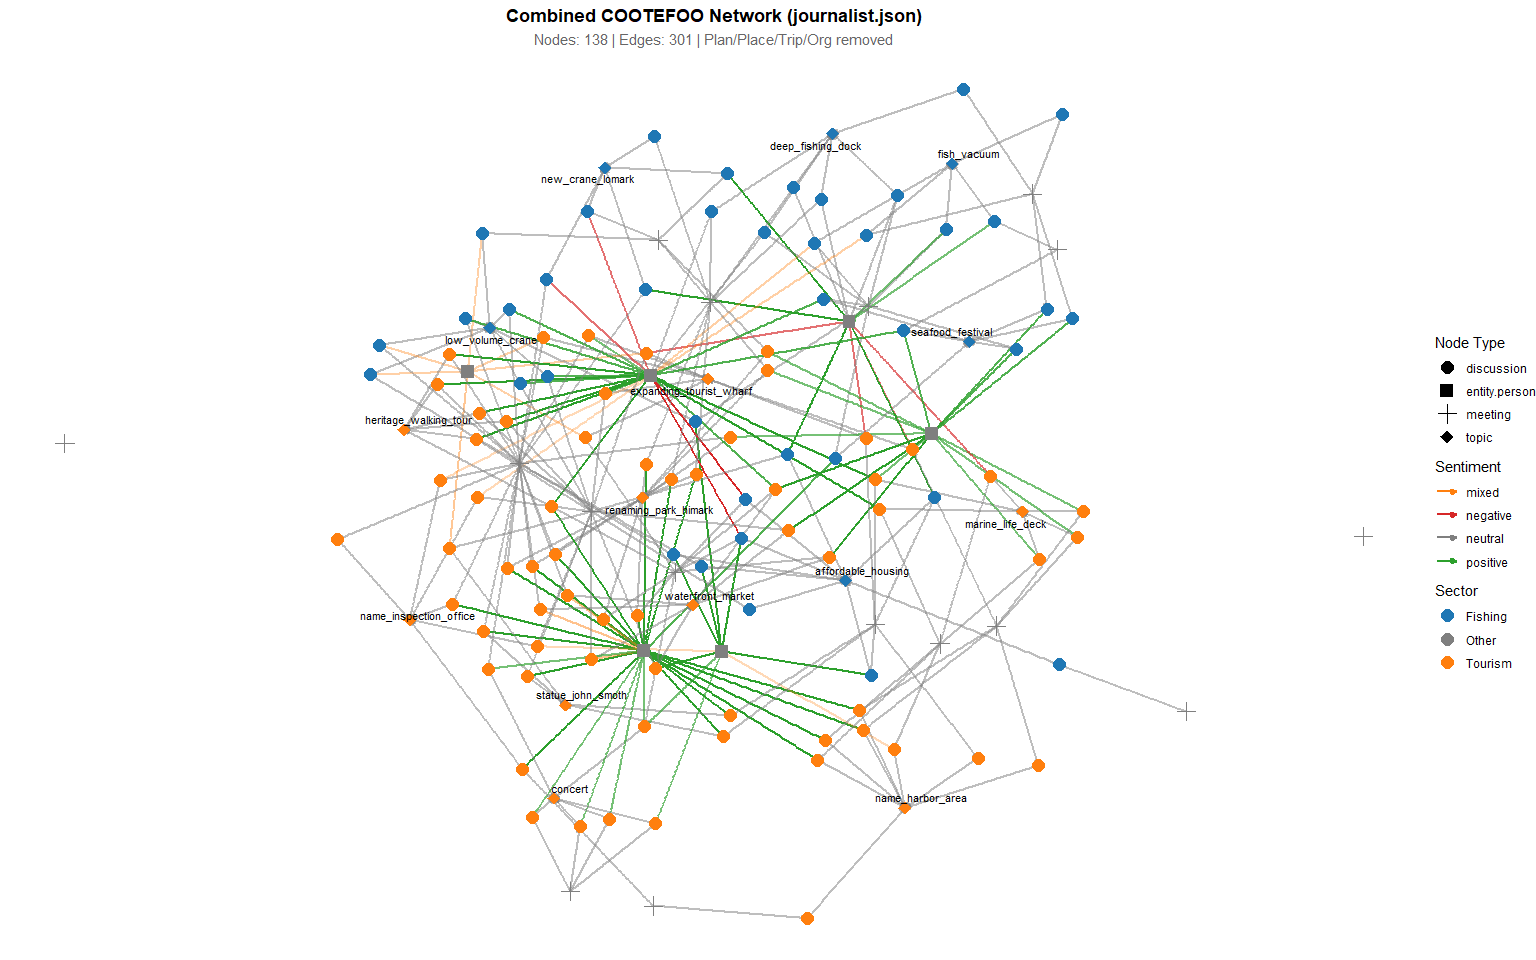 Combined COOTEFOO Network (journalist.json)
Nodes: 138 | Edges: 301 | Plan/Place/Trip/Org removed
deep_fishing_dock
fish_vacuum
new_crane_lomark
seafood_festival
low_volume_crane
expanding_tourist_wharf
heritage_walking_tour
renaming_park_himark
marine_life_deck
affordable_housing
waterfront_market
name_inspection_office
statue_john_smoth
concert
name_harbor_area
Node Type
discussion
entity.person
meeting
topic
Sentiment
mixed
negative
neutral
positive
Sector
Fishing
Other
Tourism